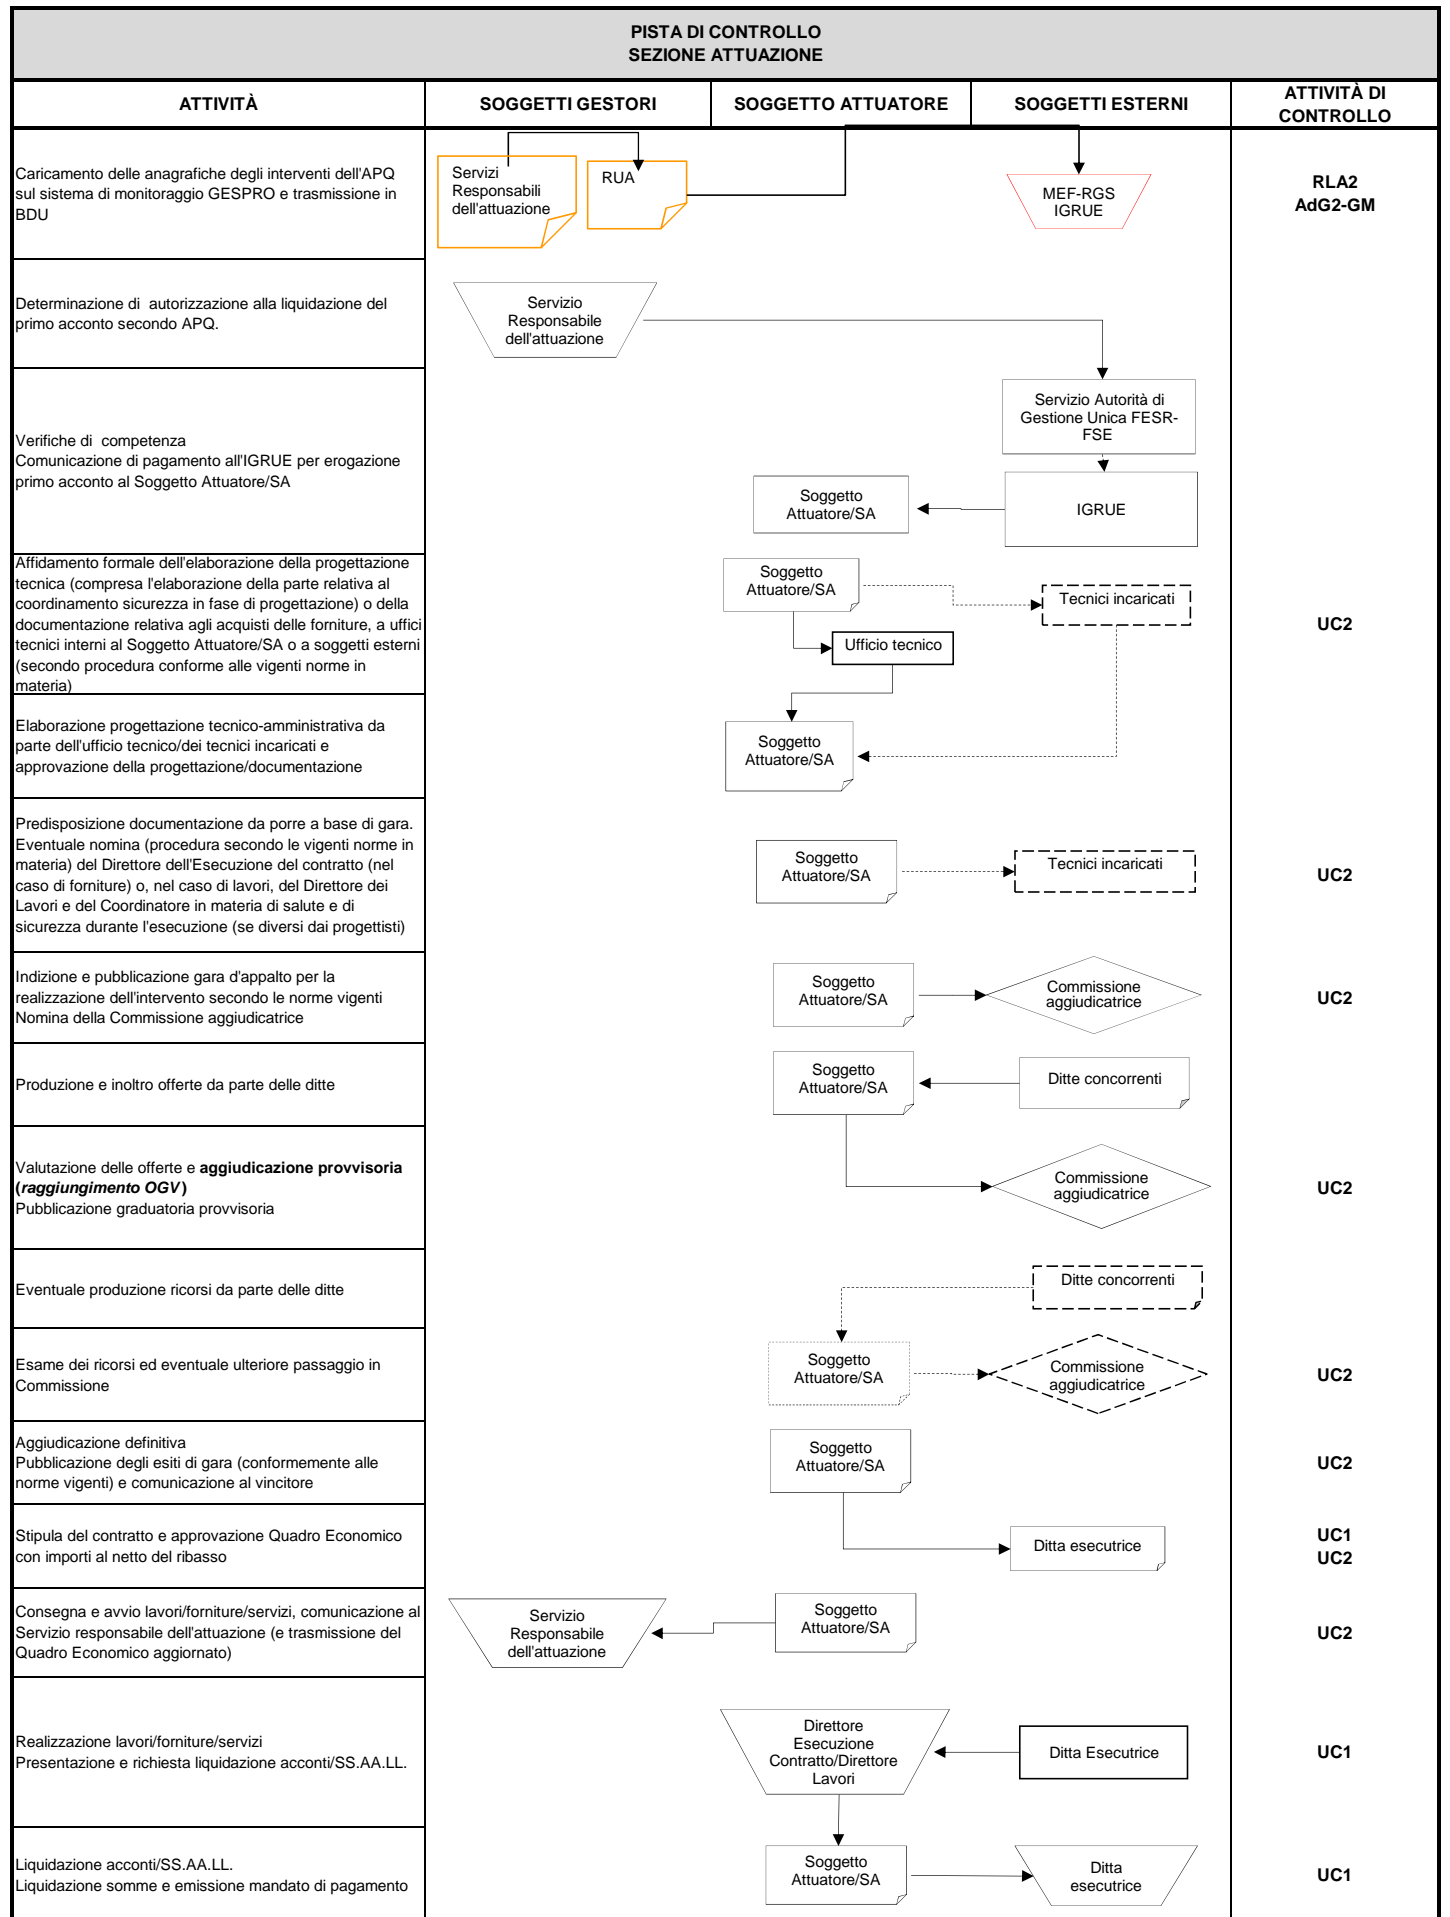 PISTA DI CONTROLLO
SEZIONE ATTUAZIONE
ATTIVITÀ
SOGGETTI GESTORI
SOGGETTO ATTUATORE
SOGGETTI ESTERNI
ATTIVITÀ DI
CONTROLLO
Caricamento delle anagrafiche degli interventi dell'APQ
sul sistema di monitoraggio GESPRO e trasmissione in
BDU
Servizi
Responsabili
dell'attuazione
RUA
MEF-RGS
IGRUE
RLA2
AdG2-GM
Determinazione di  autorizzazione alla liquidazione del
primo acconto secondo APQ.
Servizio
Responsabile
dell'attuazione
Verifiche di  competenza
Comunicazione di pagamento all'IGRUE per erogazione
primo acconto al Soggetto Attuatore/SA
Servizio Autorità di
Gestione Unica FESR-
FSE
Soggetto
Attuatore/SA
IGRUE
Affidamento formale dell'elaborazione della progettazione
tecnica (compresa l'elaborazione della parte relativa al
coordinamento sicurezza in fase di progettazione) o della
documentazione relativa agli acquisti delle forniture, a uffici
tecnici interni al Soggetto Attuatore/SA o a soggetti esterni
(secondo procedura conforme alle vigenti norme in
materia)
Soggetto
Attuatore/SA
Tecnici incaricati
Ufficio tecnico
UC2
Elaborazione progettazione tecnico-amministrativa da
parte dell'ufficio tecnico/dei tecnici incaricati e
approvazione della progettazione/documentazione
Soggetto
Attuatore/SA
Predisposizione documentazione da porre a base di gara.
Eventuale nomina (procedura secondo le vigenti norme in
materia) del Direttore dell'Esecuzione del contratto (nel
caso di forniture) o, nel caso di lavori, del Direttore dei
Lavori e del Coordinatore in materia di salute e di
sicurezza durante l'esecuzione (se diversi dai progettisti)
Soggetto
Attuatore/SA
Tecnici incaricati
UC2
Indizione e pubblicazione gara d'appalto per la
realizzazione dell'intervento secondo le norme vigenti
Nomina della Commissione aggiudicatrice
Soggetto
Attuatore/SA
Commissione
aggiudicatrice
UC2
Produzione e inoltro offerte da parte delle ditte
Soggetto
Attuatore/SA
Ditte concorrenti
Valutazione delle offerte e aggiudicazione provvisoria
(raggiungimento OGV)
Pubblicazione graduatoria provvisoria
Commissione
aggiudicatrice
UC2
Eventuale produzione ricorsi da parte delle ditte
Ditte concorrenti
Esame dei ricorsi ed eventuale ulteriore passaggio in
Commissione
Soggetto
Attuatore/SA
Commissione
aggiudicatrice
UC2
Aggiudicazione definitiva
Pubblicazione degli esiti di gara (conformemente alle
norme vigenti) e comunicazione al vincitore
Soggetto
Attuatore/SA
UC2
Stipula del contratto e approvazione Quadro Economico
con importi al netto del ribasso
Ditta esecutrice
UC1
UC2
Consegna e avvio lavori/forniture/servizi, comunicazione al
Servizio responsabile dell'attuazione (e trasmissione del
Quadro Economico aggiornato)
Servizio
Responsabile
dell'attuazione
Soggetto
Attuatore/SA
UC2
Realizzazione lavori/forniture/servizi
Presentazione e richiesta liquidazione acconti/SS.AA.LL.
Direttore
Esecuzione
Contratto/Direttore
Lavori
Ditta Esecutrice
UC1
Liquidazione acconti/SS.AA.LL.
Liquidazione somme e emissione mandato di pagamento
Soggetto
Attuatore/SA
Ditta
esecutrice
UC1